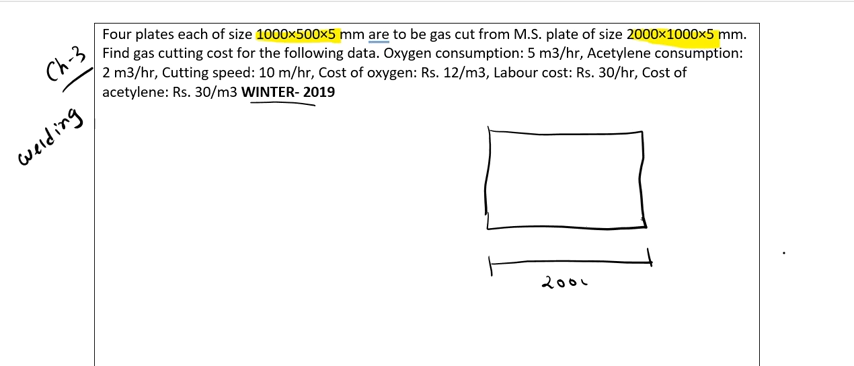 Four plates each of size 1000×500×5 mm are to be gas cut from M.S. plate of size 2000×1000×5 mm.
Find gas cutting cost for the following data. Oxygen consumption: 5 m3/hr, Acetylene consumption:
2 m3/hr, Cutting speed: 10 m/hr, Cost of oxygen: Rs. 12/m3, Labour cost: Rs. 30/hr, Cost of
acetylene: Rs. 30/m3 WINTER- 2019
Ch-3
welding